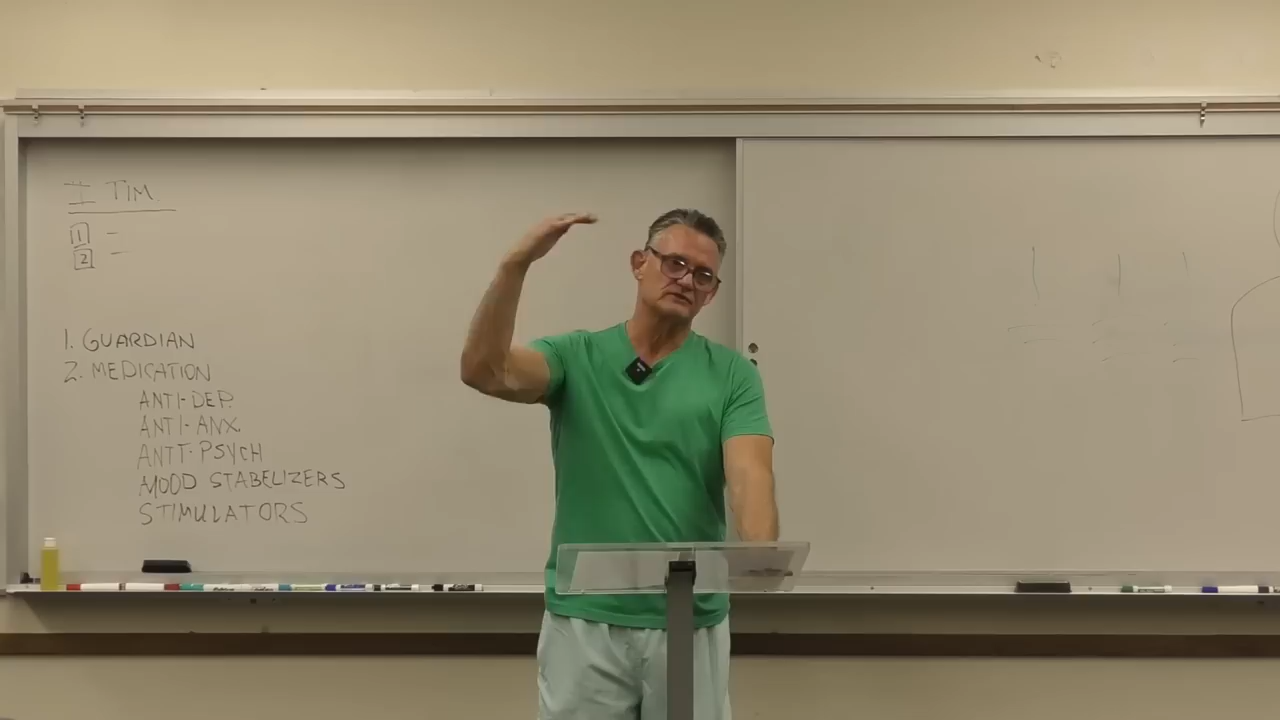 I TIM
1 -
2 -
1. GUARDIAN
2. MEDICATION
ANTI-DEP.
ANTI-ANX.
ANTI-PSYCH
MOOD STABELIZERS
STIMULATORS